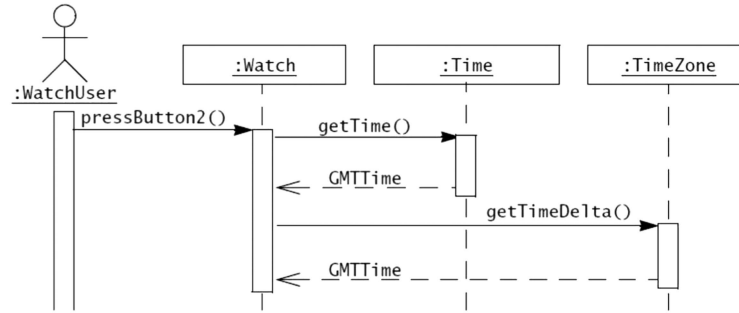 :WatchUser
:Watch
:Time
:TimeZone
pressButton2()
getTime()
GMTTime
getTimeDelta()
GMTTime